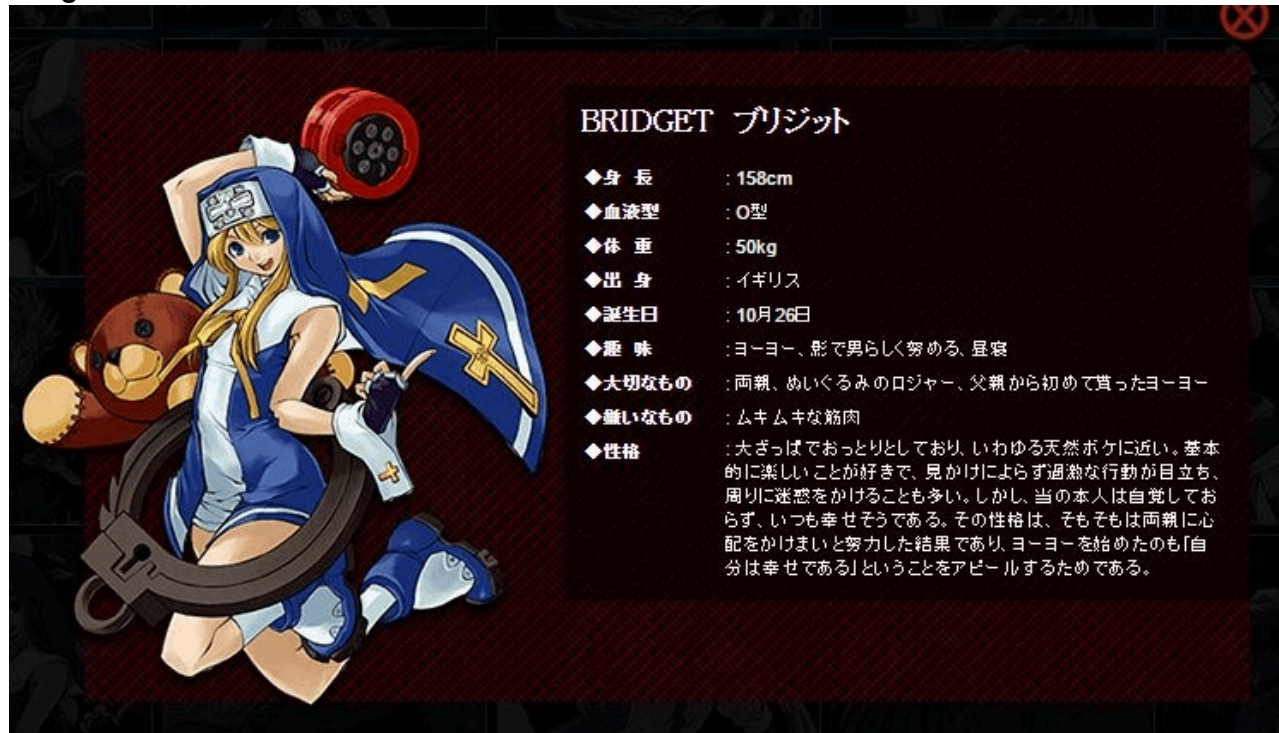 BRIDGET ブリジット
◆身 長 : 158cm
◆血液型 : O型
◆体 重 : 50kg
◆出 身 : イギリス
◆誕生日 : 10月26日
◆趣 味 : ヨーヨー、影で男らしく努める、昼寝
◆大切なもの : 両親、ぬいぐるみのロジャー、父親から初めて貰ったヨーヨー
◆嫌いなもの : ムキムキな筋肉
◆性格 : 大ざっぱでおっとりとしており、いわゆる天然ボケに近い。基本
的に楽しいことが好きで、見かけによらず過激な行動が目立ち、
周りに迷惑をかけることも多い。しかし、当の本人は自覚してお
らず、いつも幸せそうである。その性格は、そもそもは両親に心
配をかけまいと努力した結果であり、ヨーヨーを始めたのも「自
分は幸せである」ということをアピールするためである。